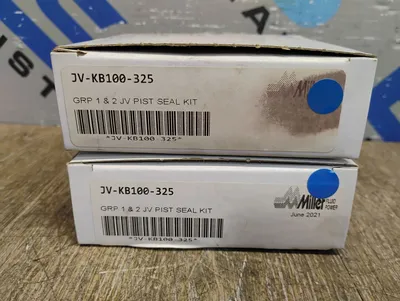 JV-KB100-325
GRP 1 & 2 JV PIST SEAL KIT
*JV-KB100-325*
JV-KB100-325
GRP 1 & 2 JV PIST SEAL KIT
*JV-KB100-325*
Miller
FLUID
POWER
June 2021